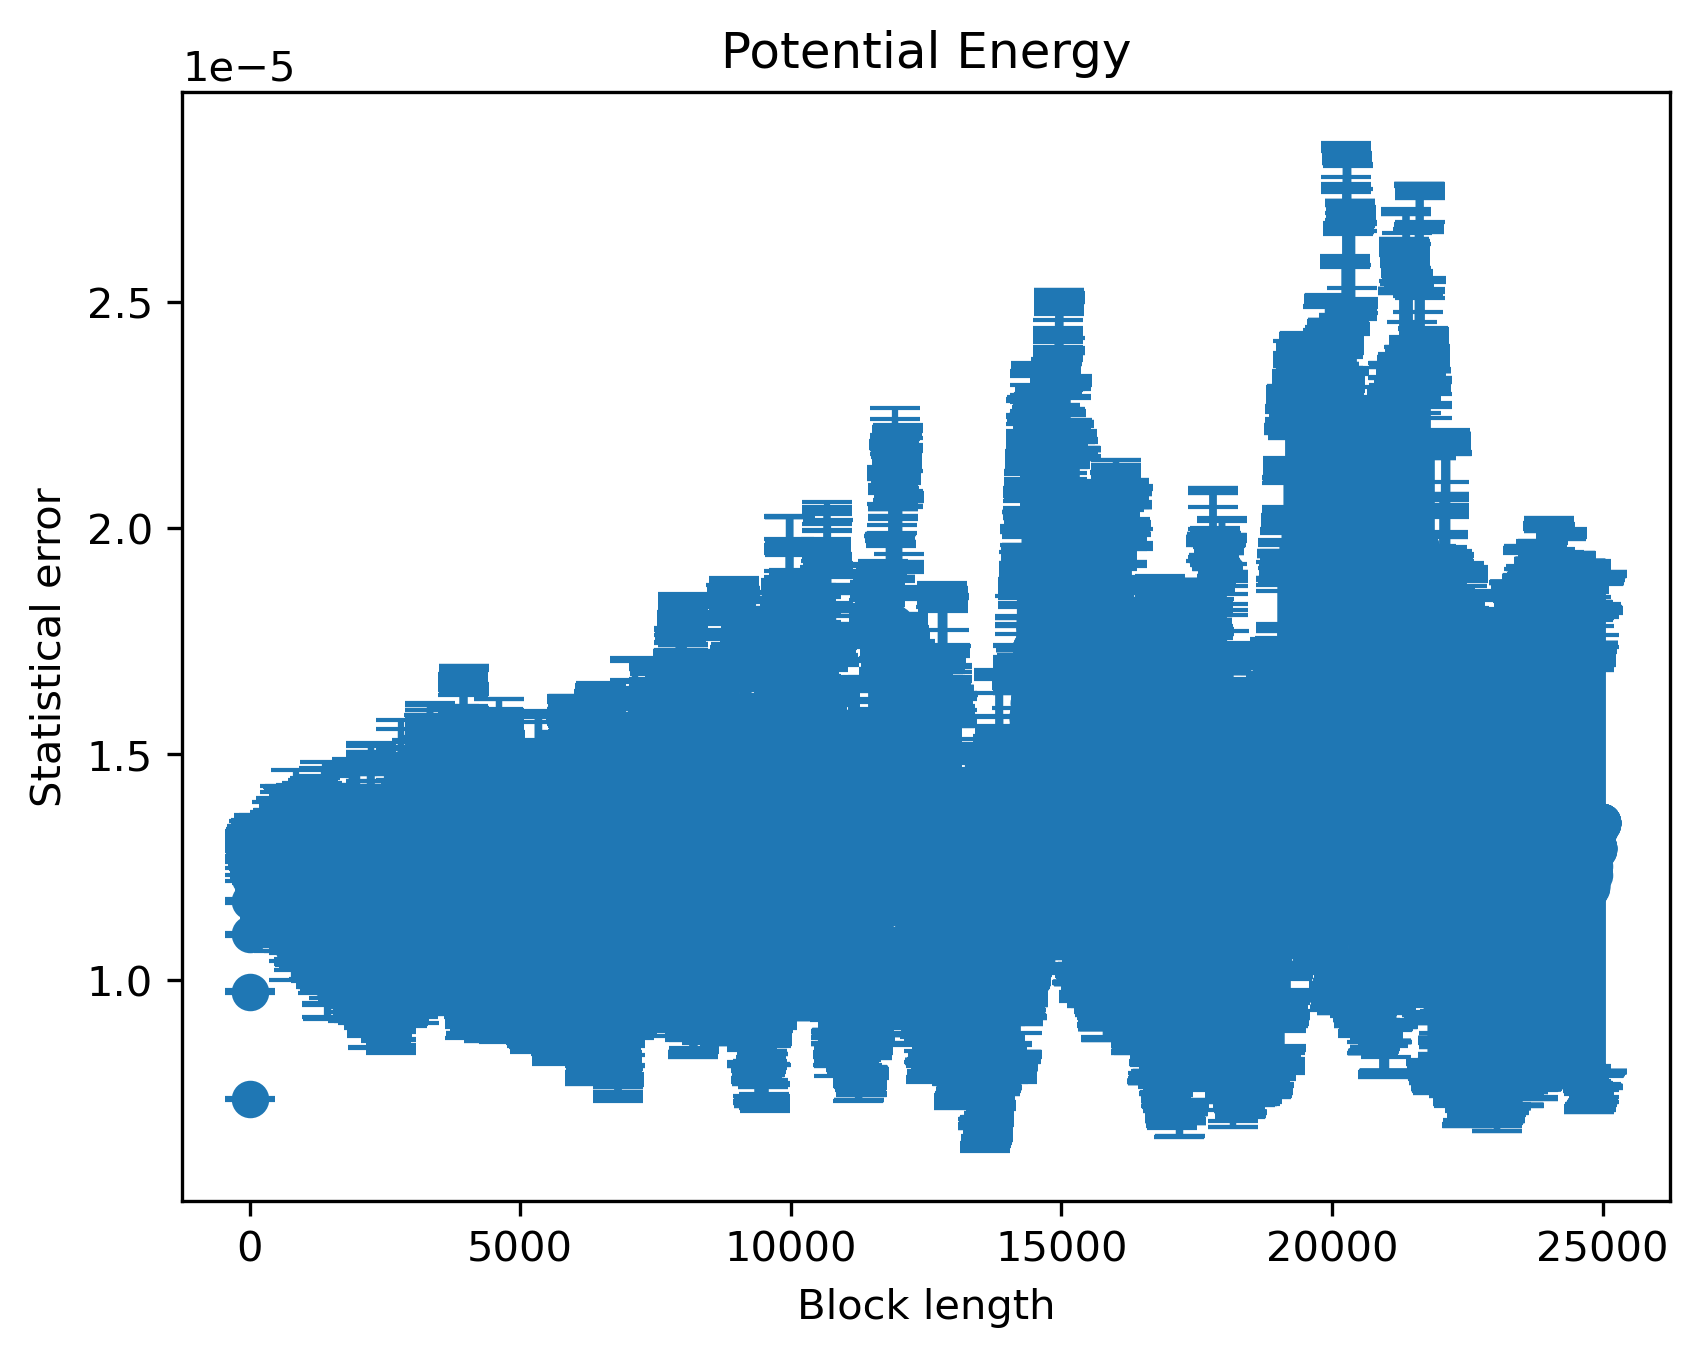 Potential Energy
1e−5
2.5
2.0
1.5
1.0
Statistical error
0 5000 10000 15000 20000 25000
Block length